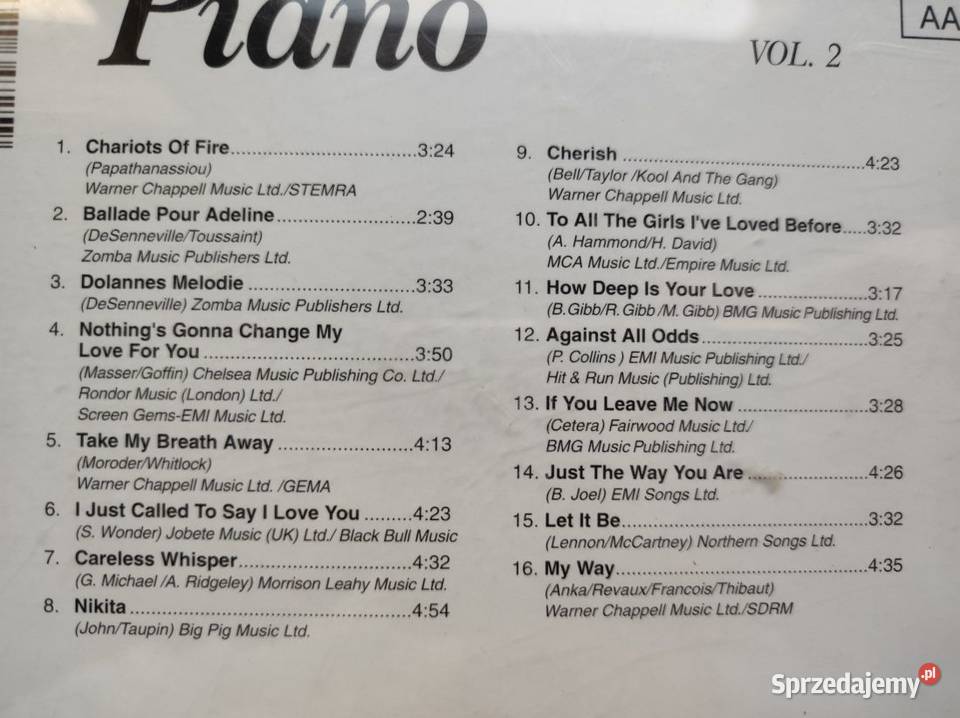 Piano
VOL. 2
AA
1. Chariots Of Fire..............................3:24
(Papathanassiou)
Warner Chappell Music Ltd./STEMRA
2. Ballade Pour Adeline......................2:39
(DeSenneville/Toussaint)
Zomba Music Publishers Ltd.
3. Dolannes Melodie ...........................3:33
(DeSenneville) Zomba Music Publishers Ltd.
4. Nothing's Gonna Change My
Love For You ..................................3:50
(Masser/Goffin) Chelsea Music Publishing Co. Ltd./
Rondor Music (London) Ltd./
Screen Gems-EMI Music Ltd.
5. Take My Breath Away ......................4:13
(Moroder/Whitlock)
Warner Chappell Music Ltd. /GEMA
6. I Just Called To Say I Love You ........4:23
(S. Wonder) Jobete Music (UK) Ltd./ Black Bull Music
7. Careless Whisper............................4:32
(G. Michael /A. Ridgeley) Morrison Leahy Music Ltd.
8. Nikita ..............................................4:54
(John/Taupin) Big Pig Music Ltd.
9. Cherish .......................................4:23
(Bell/Taylor /Kool And The Gang)
Warner Chappell Music Ltd.
10. To All The Girls I've Loved Before.....3:32
(A. Hammond/H. David)
MCA Music Ltd./Empire Music Ltd.
11. How Deep Is Your Love ..................3:17
(B.Gibb/R.Gibb /M. Gibb) BMG Music Publishing Ltd.
12. Against All Odds...........................3:25
(P. Collins ) EMI Music Publishing Ltd./
Hit & Run Music (Publishing) Ltd.
13. If You Leave Me Now .....................3:28
(Cetera) Fairwood Music Ltd./
BMG Music Publishing Ltd.
14. Just The Way You Are ....................4:26
(B. Joel) EMI Songs Ltd.
15. Let It Be........................................3:32
(Lennon/McCartney) Northern Songs Ltd.
16. My Way.........................................4:35
(Anka/Revaux/Francois/Thibaut)
Warner Chappell Music Ltd./SDRM
Sprzedajemy.pl